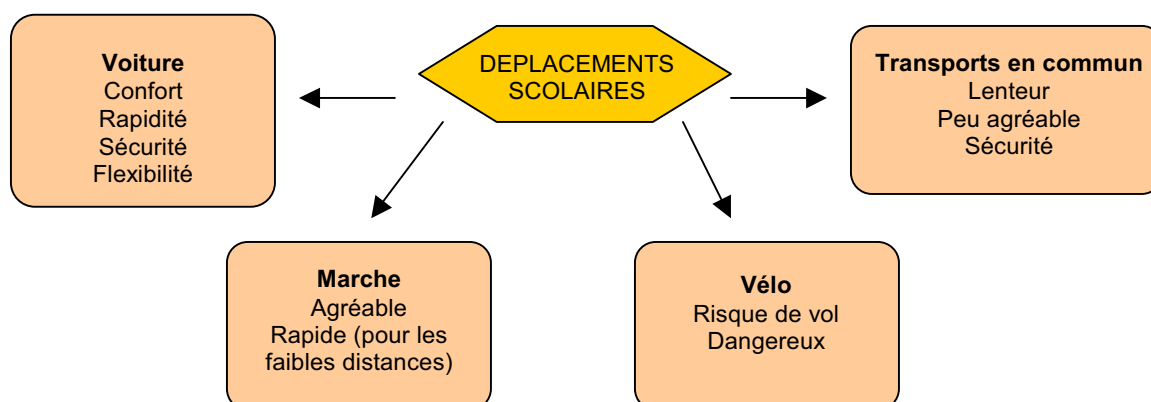 DEPLACEMENTS
SCOLAIRES
Voiture
Confort
Rapidité
Sécurité
Flexibilité
Transports en commun
Lenteur
Peu agréable
Sécurité
Marche
Agréable
Rapide (pour les
faibles distances)
Vélo
Risque de vol
Dangereux